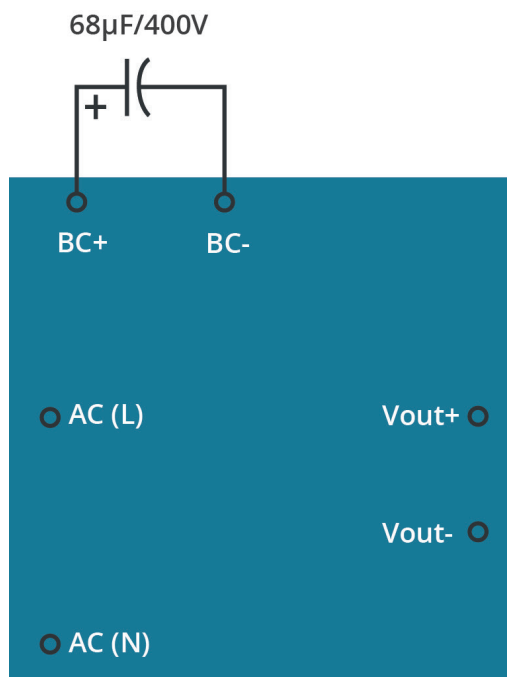 68µF/400V
+
BC+ BC-
AC (L) Vout+
Vout-
AC (N)